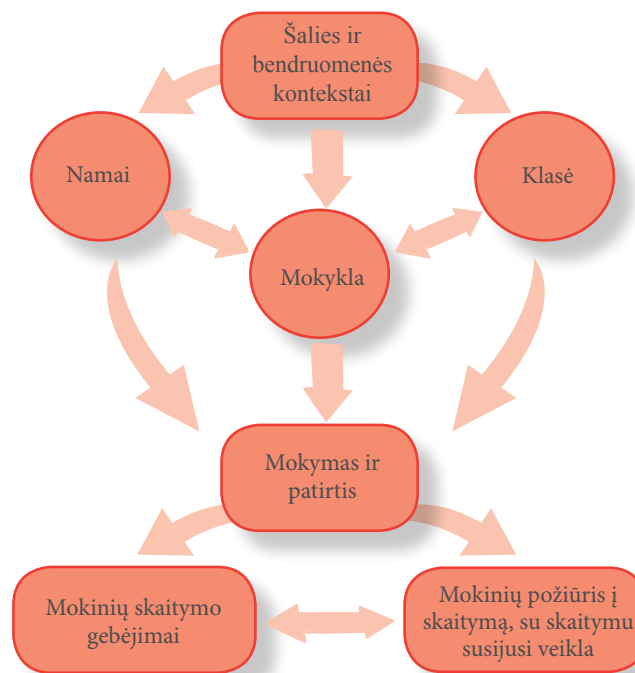 Šalies ir
bendruomenės
kontekstai
Namai
Klasė
Mokykla
Mokymas ir
patirtis
Mokinių skaitymo
gebėjimai
Mokinių požiūris į
skaitymą, su skaitymu
susijusi veikla